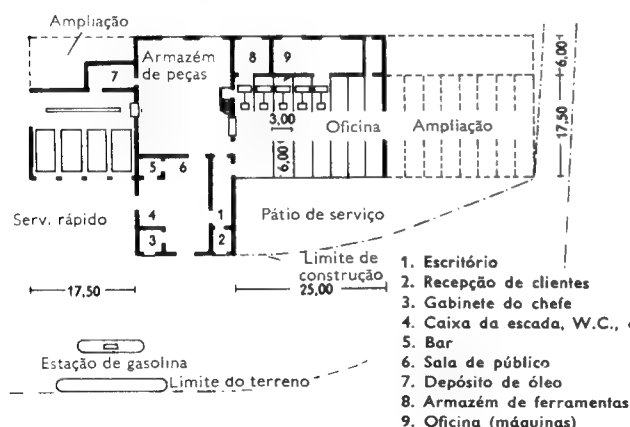 Ampliação
Armazém
de peças
8
9
7
3,00
Oficina
Ampliação
6,00
17,50
6,00
5
6
Serv. rápido
4
1
Pátio de serviço
3
2
Limite de
construção
17,50
25,00
1. Escritório
2. Recepção de clientes
3. Gabinete do chefe
4. Caixa da escada, W.C.,
5. Bar
6. Sala de público
7. Depósito de óleo
8. Armazém de ferramentas
9. Oficina (máquinas)
Estação de gasolina
Limite do terreno